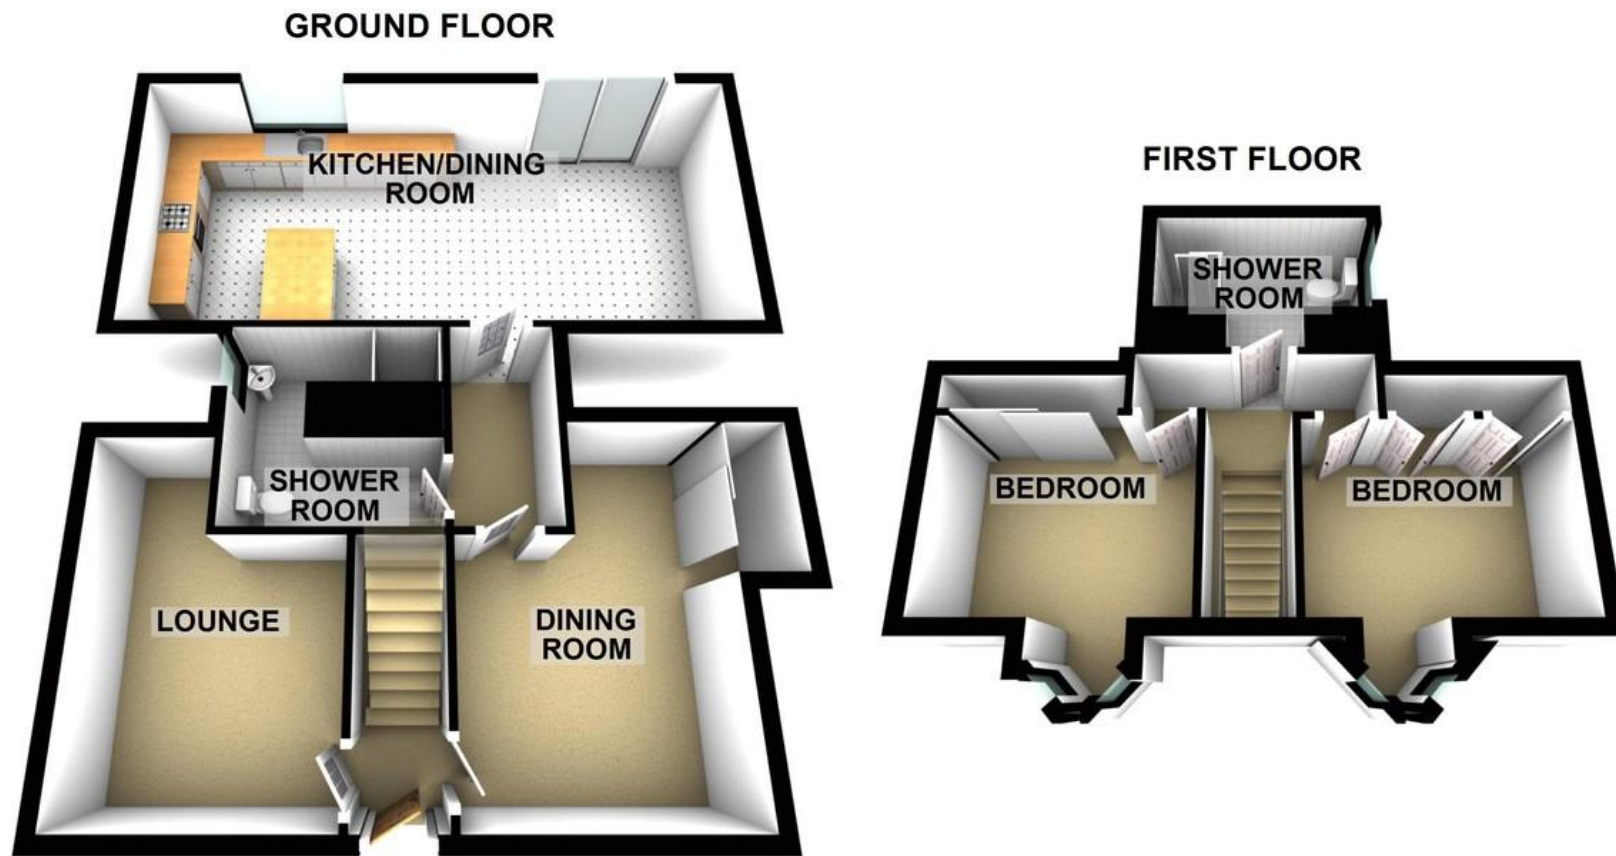 GROUND FLOOR
KITCHEN/DINING
ROOM
SHOWER
ROOM
LOUNGE
DINING
ROOM
FIRST FLOOR
SHOWER
ROOM
BEDROOM
BEDROOM